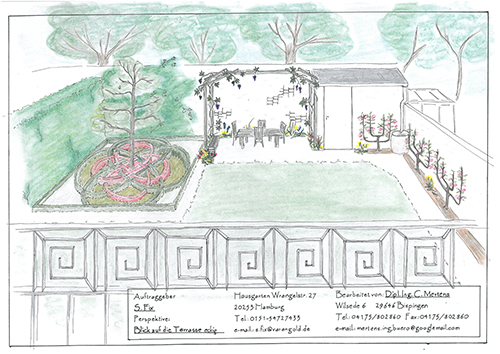 Auftraggeber Hausgarten Wrangelstr. 27 Bearbeitet von: Dipl.Ing. C. Mertens
S. Fix 20253 Hamburg Wilsede 6 29646 Bispingen
Perspektive: Tel.: 0151-54727433 Tel.: 04175/802860 Fax: 04175/802860
Blick auf die Terrasse eckig e-mail: s.fix@varengold.de e-mail: mertens.ing.buero@googlemail.com